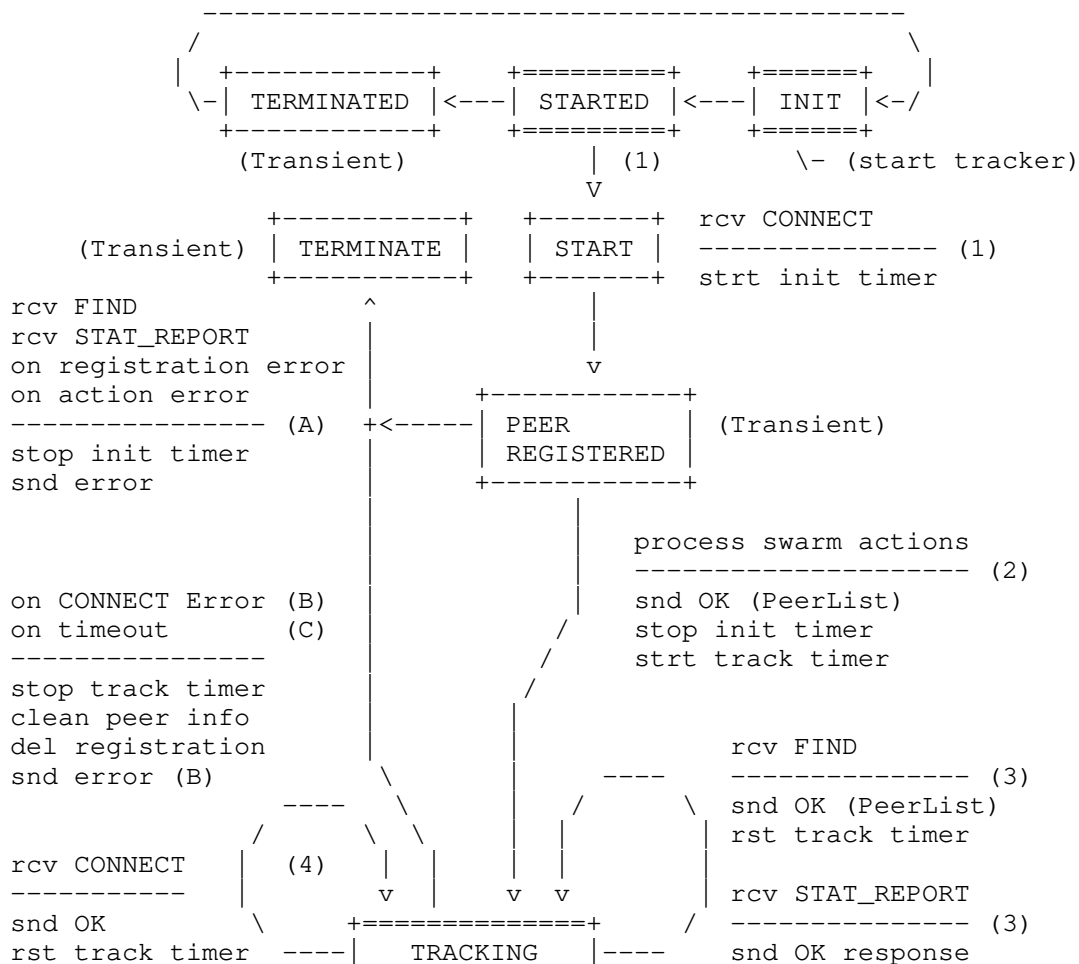 TERMINATED STARTED INIT
(Transient) (1) (start tracker)
rcv CONNECT
(Transient) TERMINATE START (1)
strt init timer
rcv FIND
rcv STAT_REPORT
on registration error
on action error
(A) PEER (Transient)
stop init timer REGISTERED
snd error
process swarm actions
(2)
on CONNECT Error (B) snd OK (PeerList)
on timeout (C) stop init timer
strt track timer
stop track timer
clean peer info
del registration rcv FIND
snd error (B) (3)
snd OK (PeerList)
rst track timer
rcv CONNECT (4)
rcv STAT_REPORT
snd OK (3)
rst track timer TRACKING snd OK response